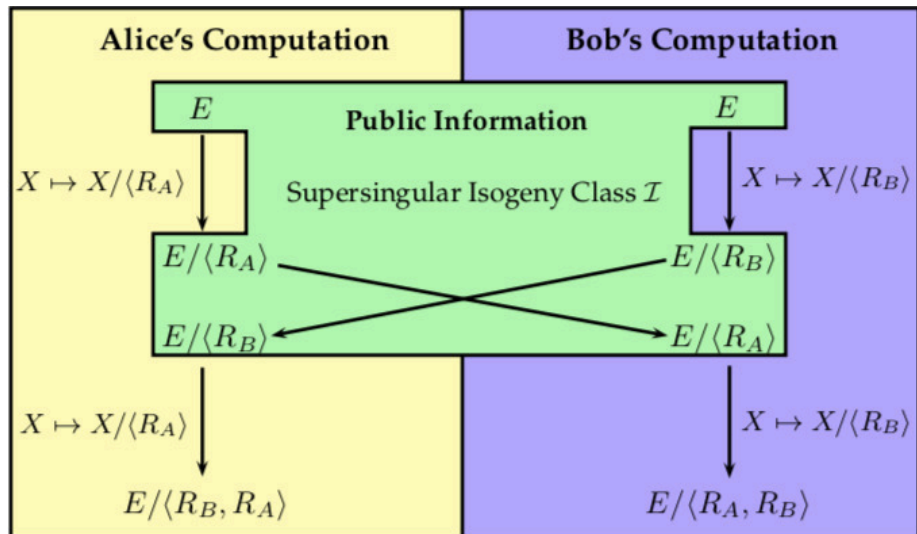 Alice's Computation
Bob's Computation
E
E
Public Information
X ↦ X/⟨R_A⟩
X ↦ X/⟨R_B⟩
Supersingular Isogeny Class ℐ
E/⟨R_A⟩
E/⟨R_B⟩
E/⟨R_B⟩
E/⟨R_A⟩
X ↦ X/⟨R_A⟩
X ↦ X/⟨R_B⟩
E/⟨R_B, R_A⟩
E/⟨R_A, R_B⟩